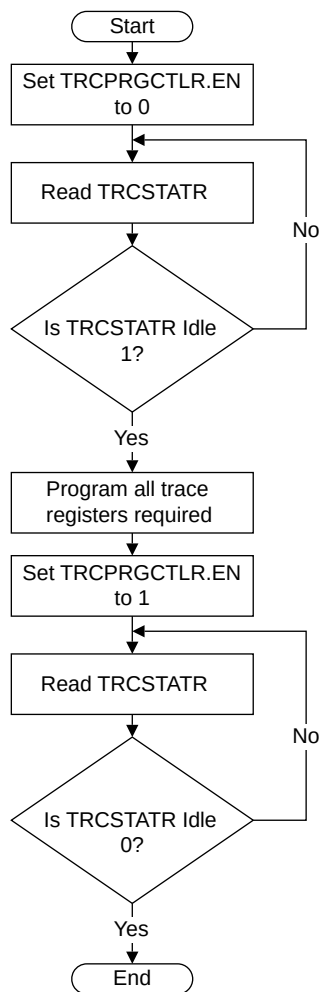 Start
Set TRCPRGCTLR.EN
to 0
Read TRCSTATR
No
Is TRCSTATR Idle
1?
Yes
Program all trace
registers required
Set TRCPRGCTLR.EN
to 1
Read TRCSTATR
No
Is TRCSTATR Idle
0?
Yes
End